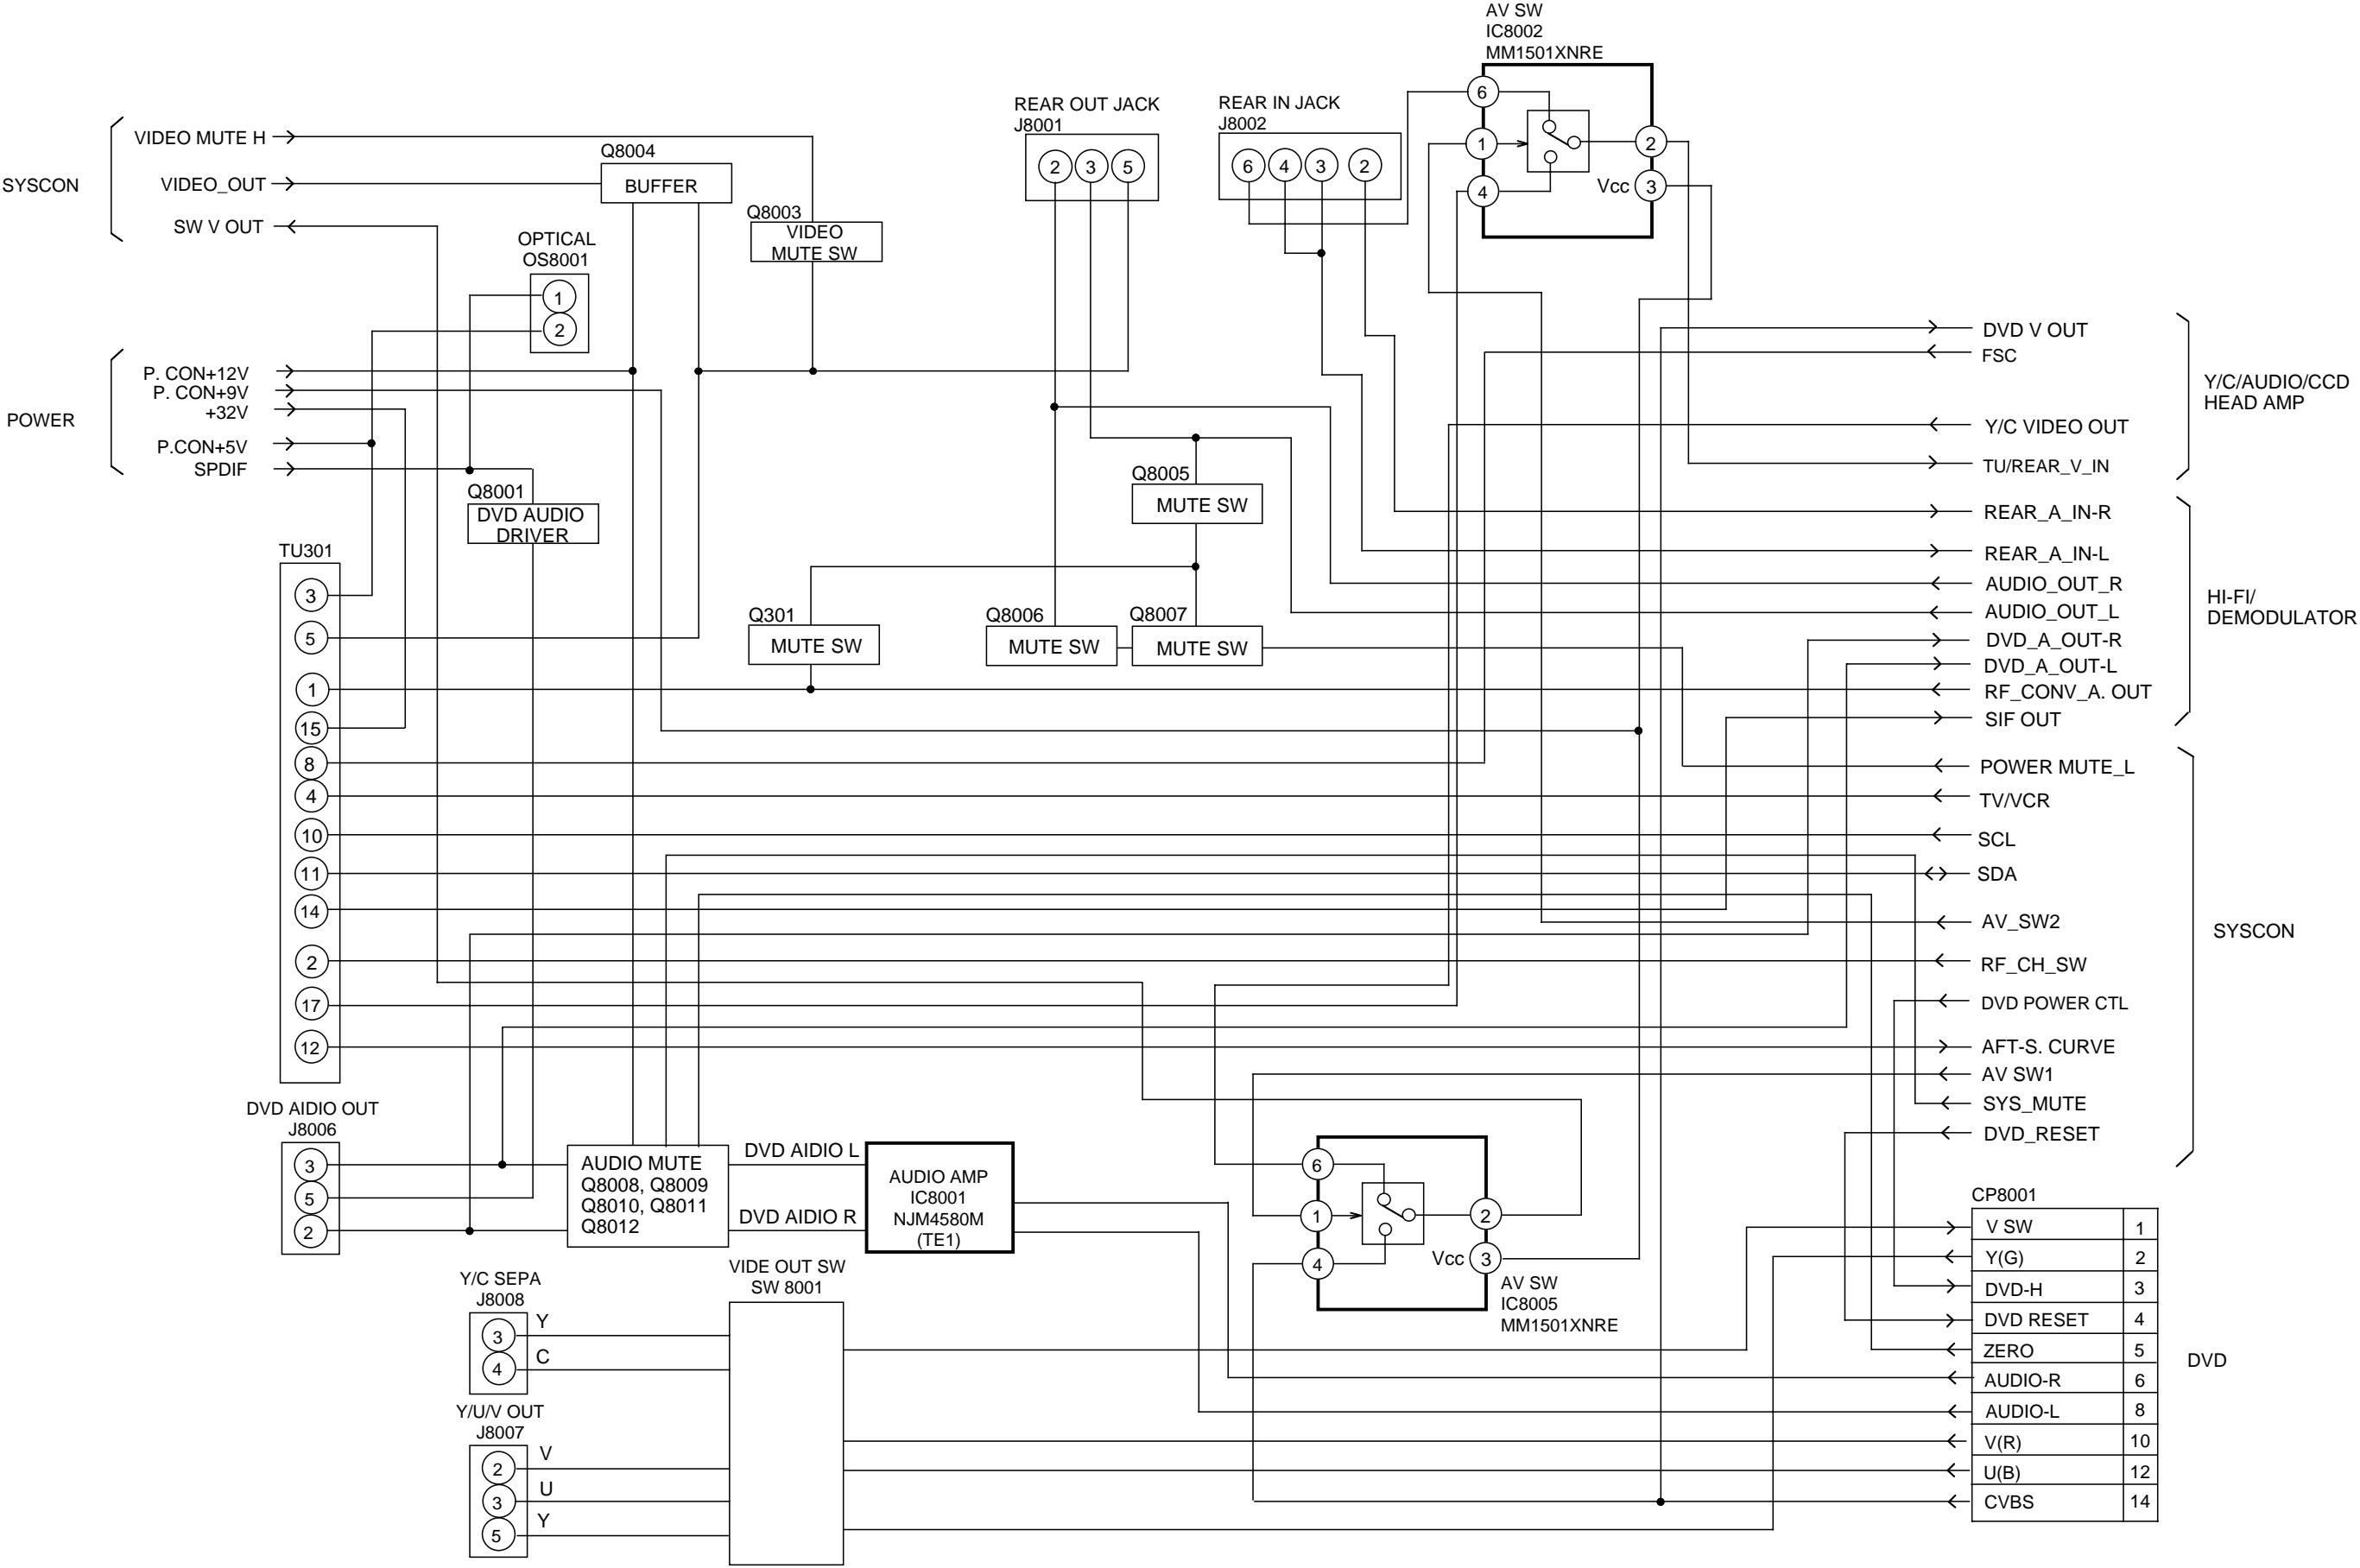 AV SW
IC8002
MM1501XNRE
6
1
4
2
Vcc 3
REAR OUT JACK
J8001
2 3 5
REAR IN JACK
J8002
6 4 3 2
SYSCON
VIDEO MUTE H
VIDEO_OUT
SW V OUT
Q8004
BUFFER
Q8003
VIDEO
MUTE SW
OPTICAL
OS8001
1
2
POWER
P. CON+12V
P. CON+9V
+32V
P.CON+5V
SPDIF
Q8001
DVD AUDIO
DRIVER
Q8005
MUTE SW
Q301
MUTE SW
Q8006
MUTE SW
Q8007
MUTE SW
TU301
3
5
1
15
8
4
10
11
14
2
17
12
DVD V OUT
FSC
Y/C VIDEO OUT
TU/REAR_V_IN
Y/C/AUDIO/CCD
HEAD AMP
REAR_A_IN-R
REAR_A_IN-L
AUDIO_OUT_R
AUDIO_OUT_L
DVD_A_OUT-R
DVD_A_OUT-L
RF_CONV_A. OUT
SIF OUT
HI-FI/
DEMODULATOR
POWER MUTE_L
TV/VCR
SCL
SDA
AV_SW2
RF_CH_SW
DVD POWER CTL
AFT-S. CURVE
AV SW1
SYS_MUTE
DVD_RESET
SYSCON
DVD AIDIO OUT
J8006
3
5
2
AUDIO MUTE
Q8008, Q8009
Q8010, Q8011
Q8012
DVD AIDIO L
DVD AIDIO R
AUDIO AMP
IC8001
NJM4580M
(TE1)
6
1
4
2
Vcc 3
AV SW
IC8005
MM1501XNRE
Y/C SEPA
J8008
3 Y
4 C
Y/U/V OUT
J8007
2 V
3 U
5 Y
VIDE OUT SW
SW 8001
CP8001
V SW 1
Y(G) 2
DVD-H 3
DVD RESET 4
ZERO 5
AUDIO-R 6
AUDIO-L 8
V(R) 10
U(B) 12
CVBS 14
DVD